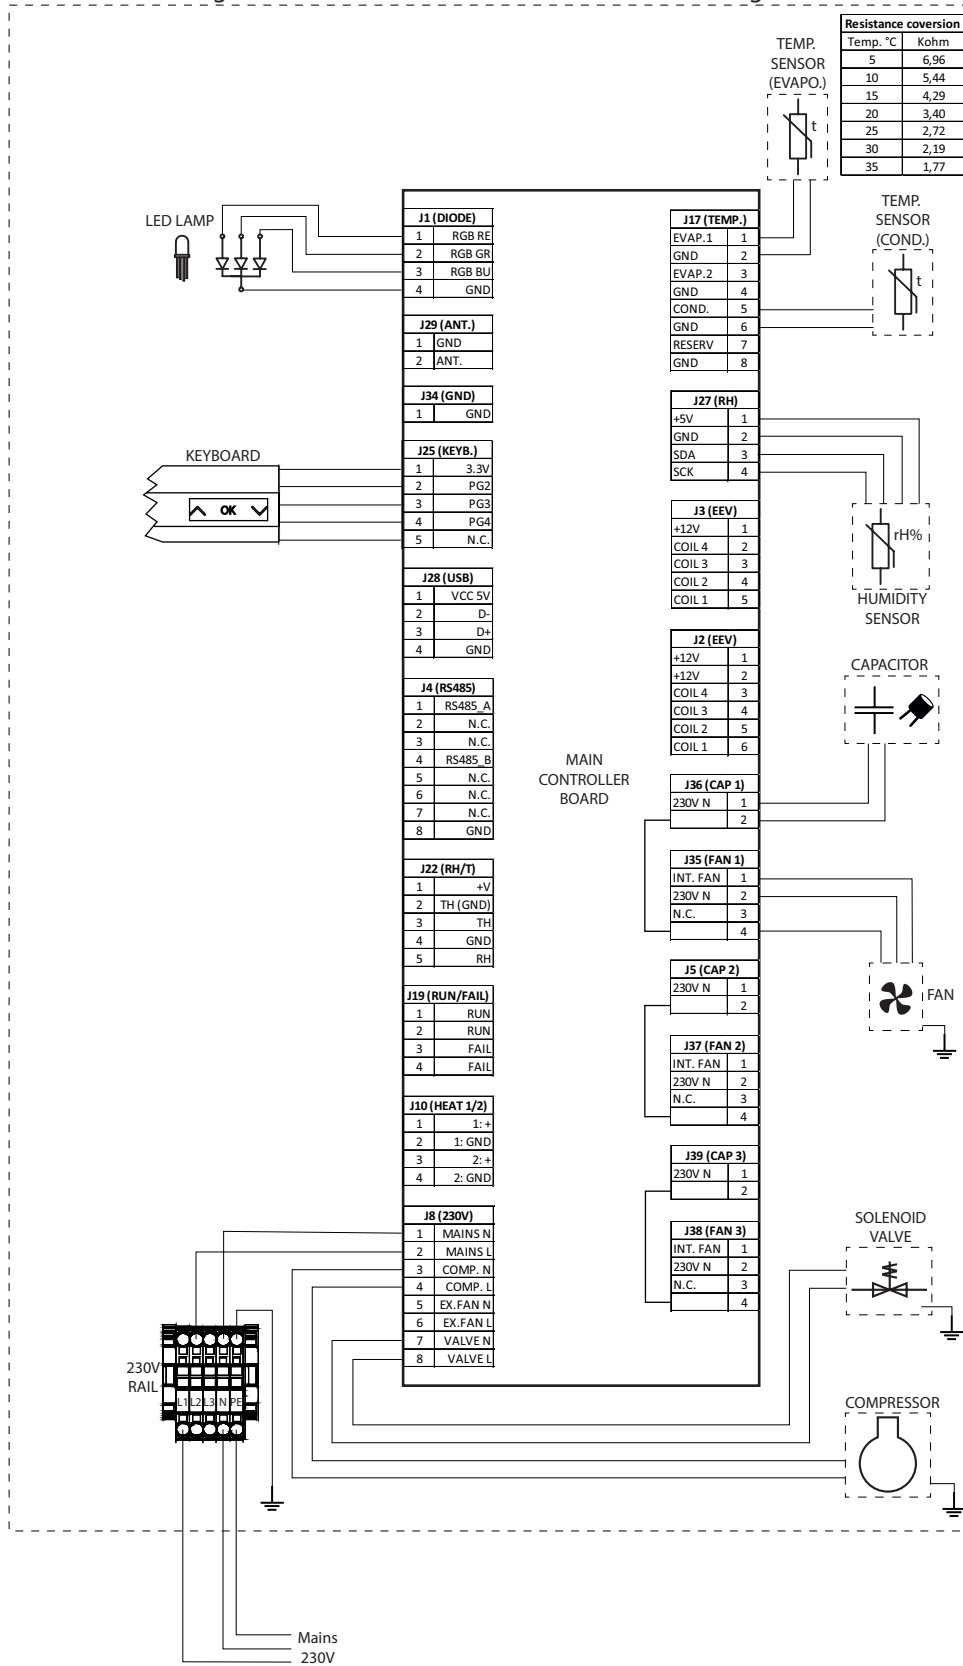 Resistance coversion
Temp. °C Kohm
5 6,96
10 5,44
15 4,29
20 3,40
25 2,72
30 2,19
35 1,77
TEMP.
SENSOR
(EVAPO.)
t
TEMP.
SENSOR
(COND.)
t
LED LAMP
J1 (DIODE)
1 RGB RE
2 RGB GR
3 RGB BU
4 GND
J29 (ANT.)
1 GND
2 ANT.
J34 (GND)
1 GND
KEYBOARD
OK
J25 (KEYB.)
1 3.3V
2 PG2
3 PG3
4 PG4
5 N.C.
J28 (USB)
1 VCC 5V
2 D-
3 D+
4 GND
J4 (RS485)
1 RS485_A
2 N.C.
3 N.C.
4 RS485_B
5 N.C.
6 N.C.
7 N.C.
8 GND
J22 (RH/T)
1 +V
2 TH (GND)
3 TH
4 GND
5 RH
J19 (RUN/FAIL)
1 RUN
2 RUN
3 FAIL
4 FAIL
J10 (HEAT 1/2)
1 1: +
2 1: GND
3 2: +
4 2: GND
J8 (230V)
1 MAINS N
2 MAINS L
3 COMP. N
4 COMP. L
5 EX.FAN N
6 EX.FAN L
7 VALVE N
8 VALVE L
MAIN
CONTROLLER
BOARD
J17 (TEMP.)
EVAP.1 1
GND 2
EVAP.2 3
GND 4
COND. 5
GND 6
RESERV 7
GND 8
J27 (RH)
+5V 1
GND 2
SDA 3
SCK 4
J3 (EEV)
+12V 1
COIL 4 2
COIL 3 3
COIL 2 4
COIL 1 5
J2 (EEV)
+12V 1
+12V 2
COIL 4 3
COIL 3 4
COIL 2 5
COIL 1 6
J36 (CAP 1)
230V N 1
2
J35 (FAN 1)
INT. FAN 1
230V N 2
N.C. 3
4
J5 (CAP 2)
230V N 1
2
J37 (FAN 2)
INT. FAN 1
230V N 2
N.C. 3
4
J39 (CAP 3)
230V N 1
2
J38 (FAN 3)
INT. FAN 1
230V N 2
N.C. 3
4
rH%
HUMIDITY
SENSOR
CAPACITOR
FAN
SOLENOID
VALVE
COMPRESSOR
230V
RAIL
L1 L2 L3 N PE
Mains
230V